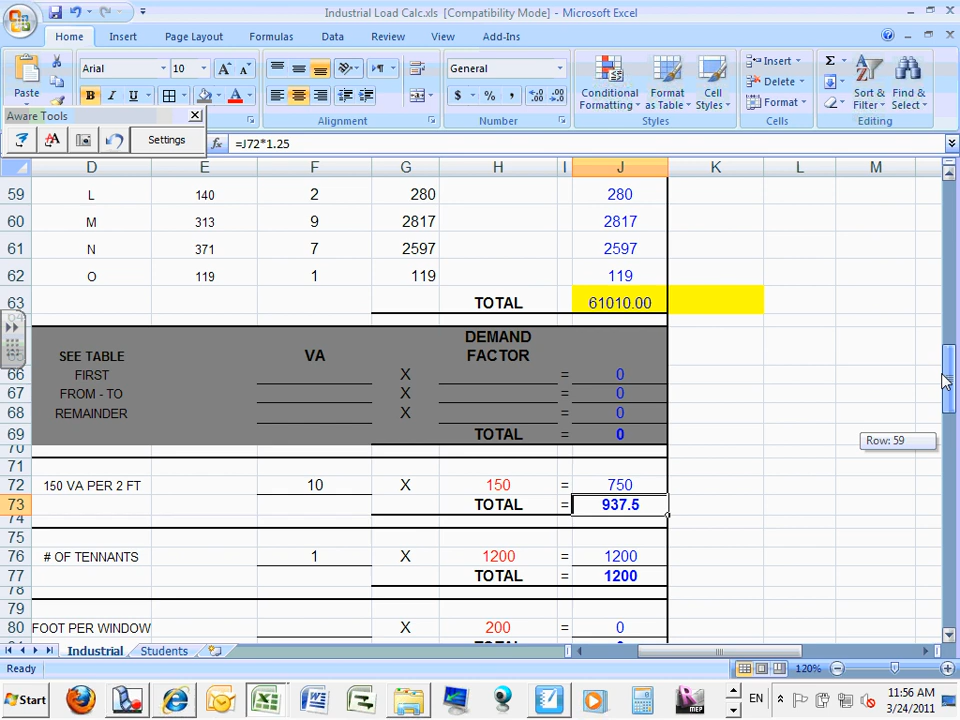 Industrial Load Calc.xls [Compatibility Mode] - Microsoft Excel
Home Insert Page Layout Formulas Data Review View Add-Ins
Arial 10 General
Paste
B I U
Conditional Formatting Format as Table Cell Styles
Insert Delete Format
Sort & Filter Find & Select
Alignment Number Styles Cells Editing
Aware Tools
Settings
fx =J72*1.25
D E F G H I J K L M
59 L 140 2 280 280
60 M 313 9 2817 2817
61 N 371 7 2597 2597
62 O 119 1 119 119
63 TOTAL 61010.00
64
65 SEE TABLE VA DEMAND FACTOR
66 FIRST X = 0
67 FROM - TO X = 0
68 REMAINDER X = 0
69 TOTAL = 0
70
71
72 150 VA PER 2 FT 10 X 150 = 750
73 TOTAL = 937.5
74
75
76 # OF TENNANTS 1 X 1200 = 1200
77 TOTAL = 1200
78
79
80 FOOT PER WINDOW X 200 = 0
Row: 59
Industrial Students
Ready 120%
Start EN 11:56 AM
3/24/2011